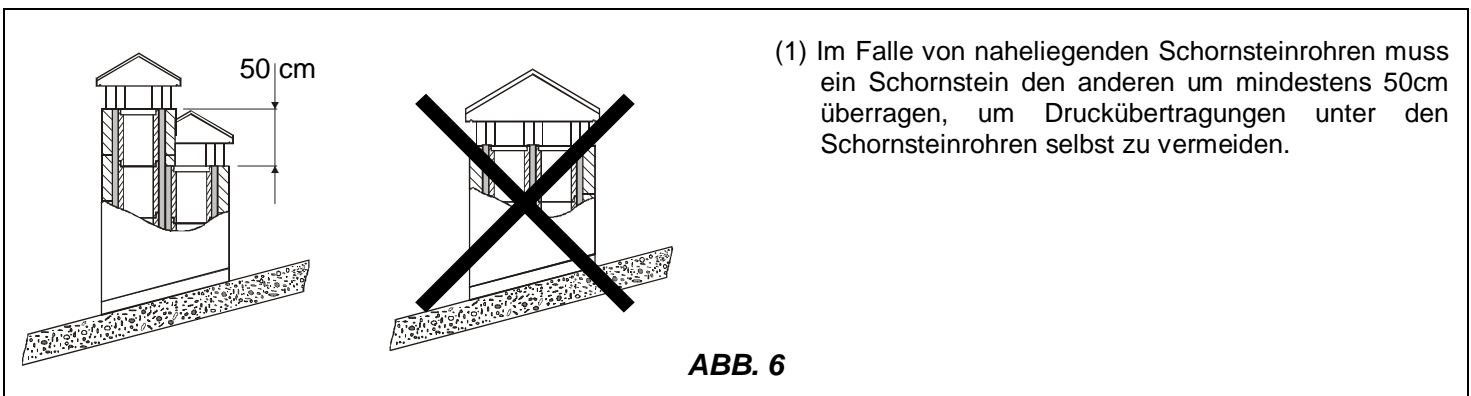 50 cm
(1) Im Falle von naheliegenden Schornsteinrohren muss
ein Schornstein den anderen um mindestens 50cm
überragen, um Druckübertragungen unter den
Schornsteinrohren selbst zu vermeiden.
ABB. 6